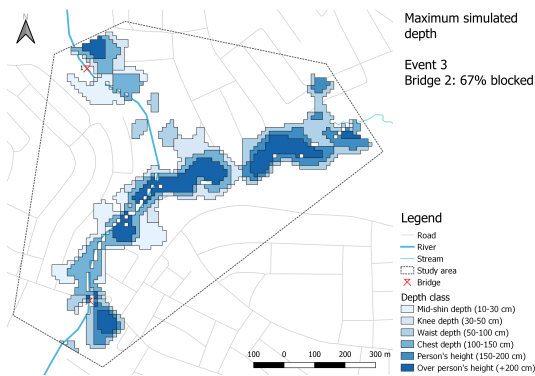 N
Maximum simulated
depth
Event 3
Bridge 2: 67% blocked
Legend
Road
River
Stream
Study area
Bridge
Depth class
Mid-shin depth (10-30 cm)
Knee depth (30-50 cm)
Waist depth (50-100 cm)
Chest depth (100-150 cm)
Person's height (150-200 cm)
Over person's height (+200 cm)
100 0 100 200 300 m